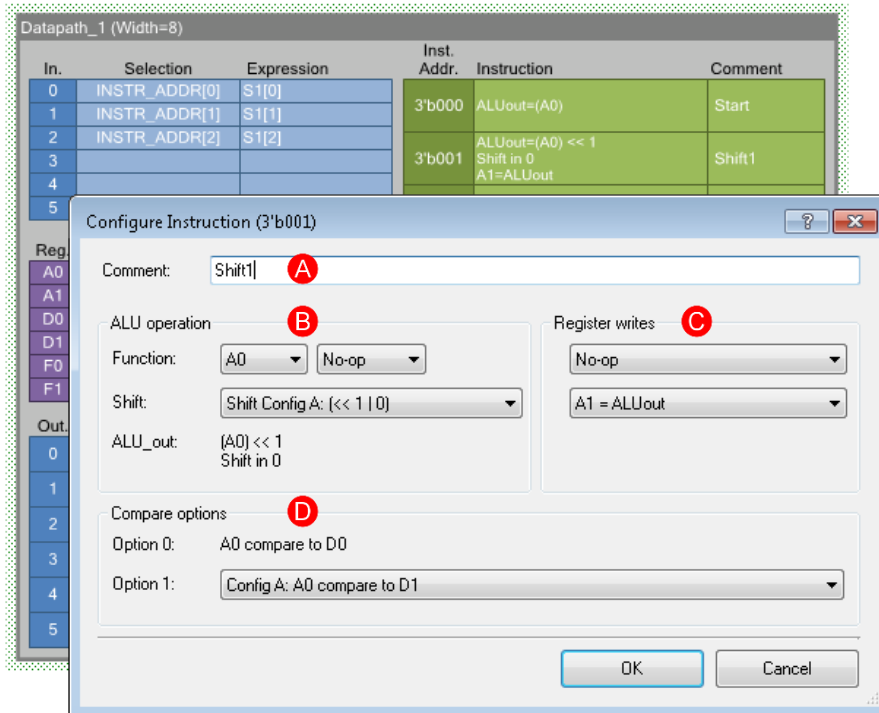 Datapath_1 (Width=8)
In. Selection Expression
0 INSTR_ADDR[0] S1[0]
1 INSTR_ADDR[1] S1[1]
2 INSTR_ADDR[2] S1[2]
3
4
5
Inst.
Addr. Instruction Comment
3'b000 ALUout=(A0) Start
3'b001 ALUout=(A0) << 1 Shift1
Shift in 0
A1=ALUout
Reg.
A0
A1
D0
D1
F0
F1
Out.
0
1
2
3
4
5
Configure Instruction (3'b001) ?
Comment: Shift1 A
ALU operation B
Function: A0 No-op
Shift: Shift Config A: (<< 1 | 0)
ALU_out: (A0) << 1
Shift in 0
Register writes C
No-op
A1 = ALUout
Compare options D
Option 0: A0 compare to D0
Option 1: Config A: A0 compare to D1
OK Cancel